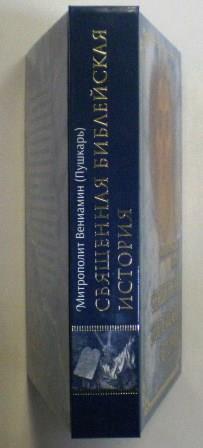 Митрополит Вениамин (Пушкарь)
СВЯЩЕННАЯ БИБЛЕЙСКАЯ
ИСТОРИЯ